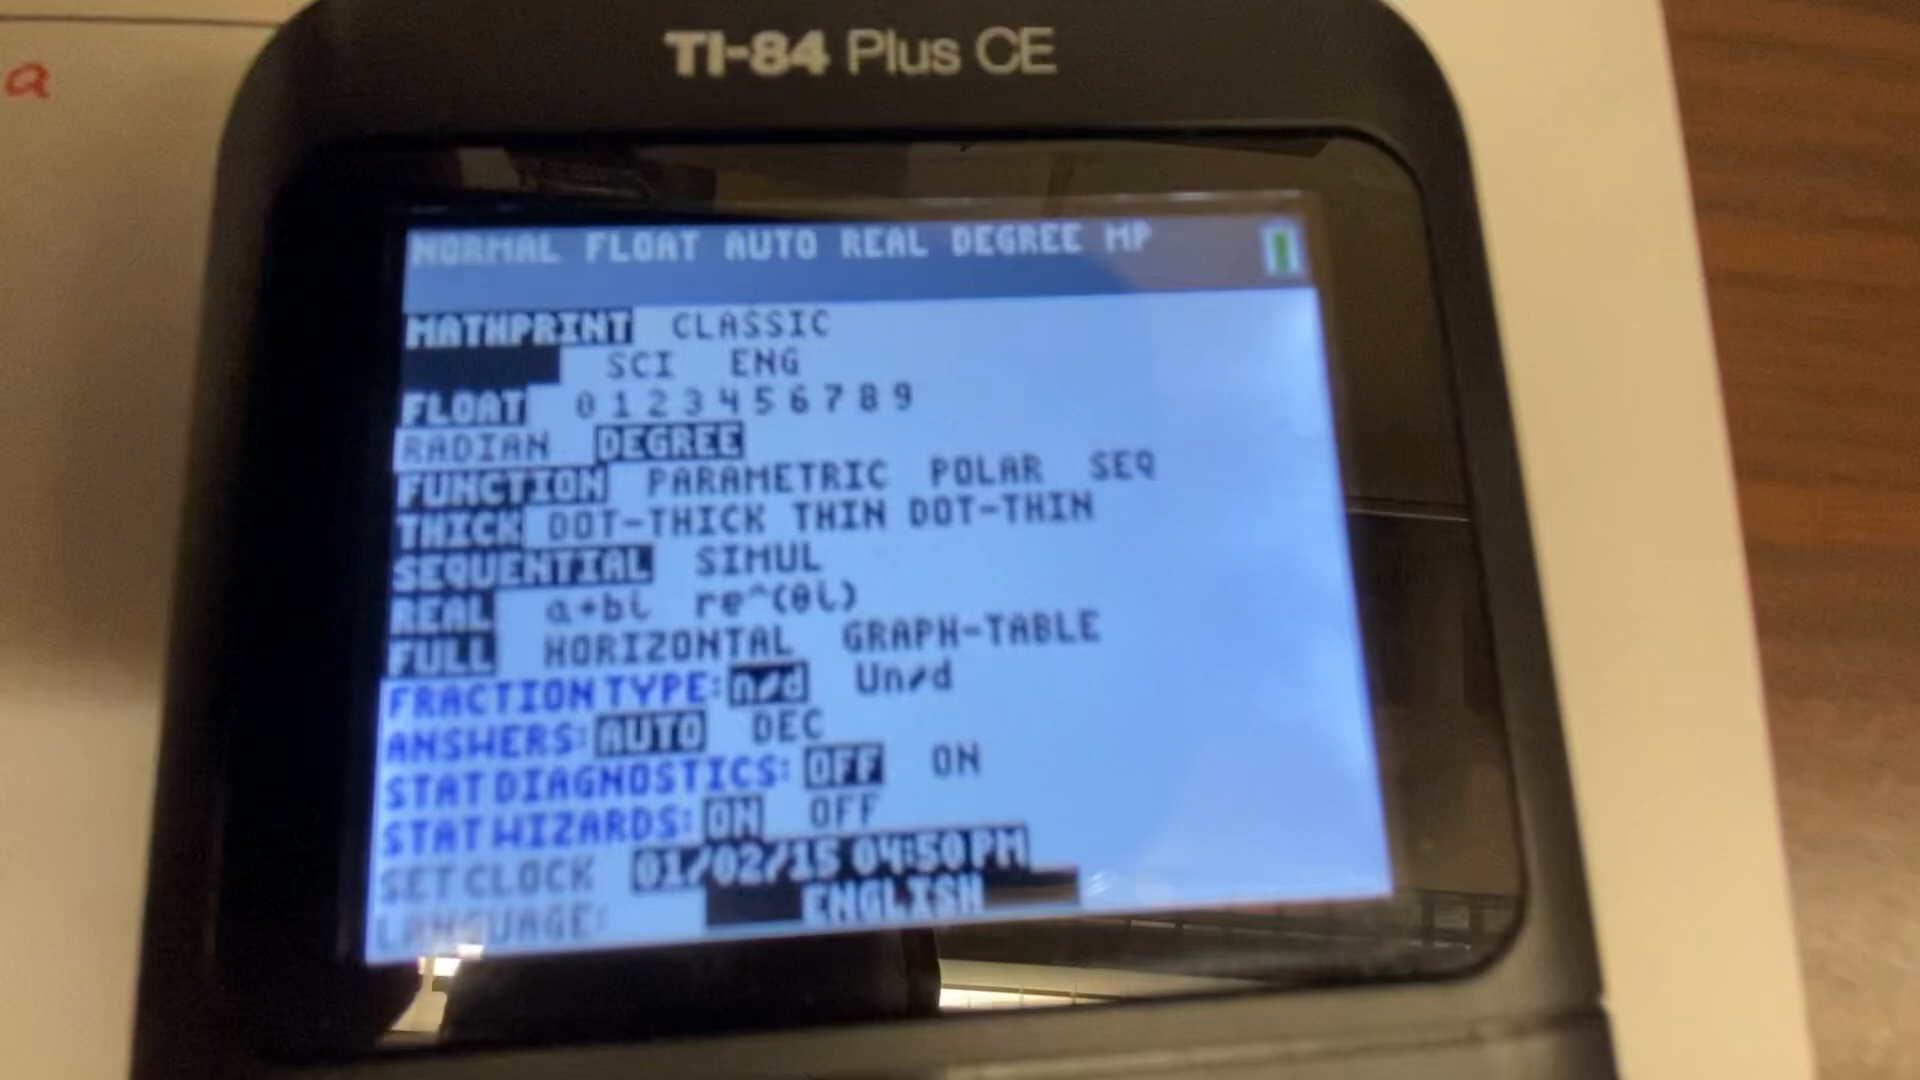 a
TI-84 Plus CE
NORMAL FLOAT AUTO REAL DEGREE MP
MATHPRINT CLASSIC
SCI ENG
FLOAT 0 1 2 3 4 5 6 7 8 9
RADIAN DEGREE
FUNCTION PARAMETRIC POLAR SEQ
THICK DOT-THICK THIN DOT-THIN
SEQUENTIAL SIMUL
REAL a+bi re^(θi)
FULL HORIZONTAL GRAPH-TABLE
FRACTION TYPE: n/d Un/d
ANSWERS: AUTO DEC
STAT DIAGNOSTICS: OFF ON
STAT WIZARDS: ON OFF
SET CLOCK 01/02/15 04:50 PM
LANGUAGE: ENGLISH